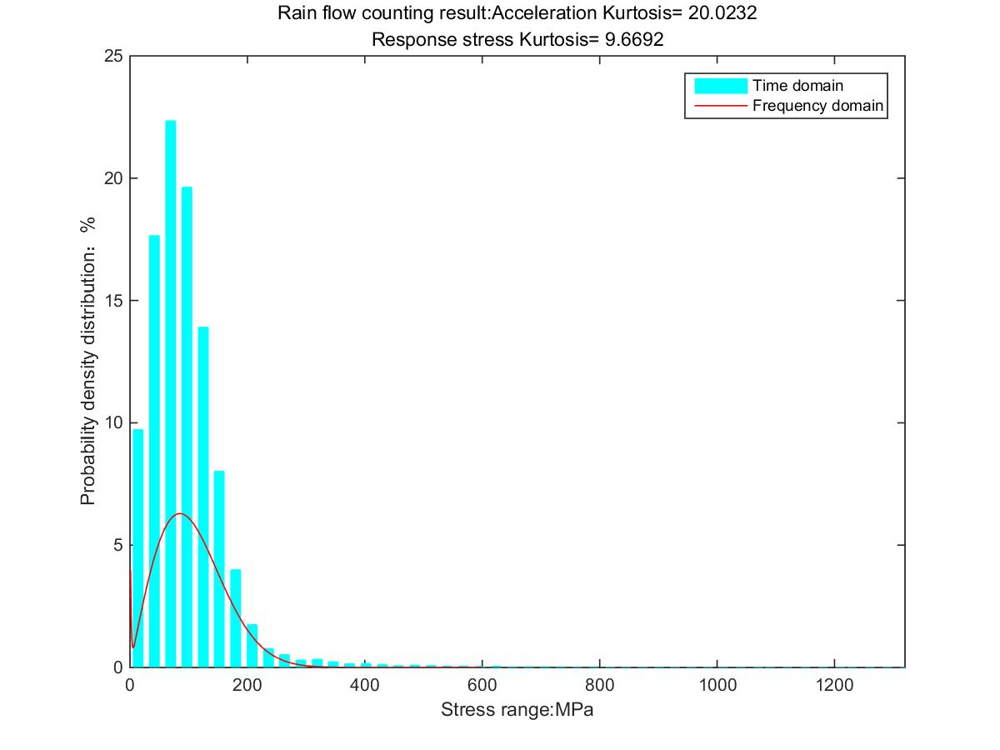 Rain flow counting result:Acceleration Kurtosis= 20.0232
Response stress Kurtosis= 9.6692
25
20
15
10
5
0
Probability density distribution：%
Time domain
Frequency domain
0 200 400 600 800 1000 1200
Stress range:MPa